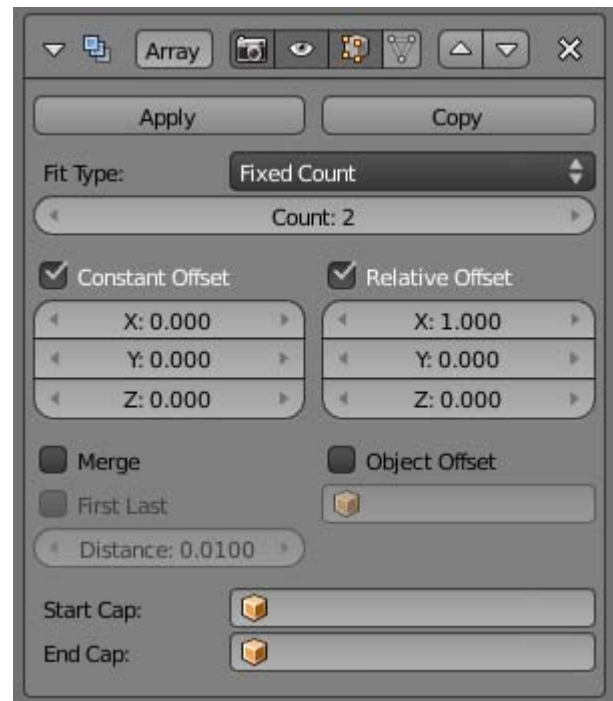 Array
Apply Copy
Fit Type: Fixed Count
Count: 2
Constant Offset Relative Offset
X: 0.000 X: 1.000
Y: 0.000 Y: 0.000
Z: 0.000 Z: 0.000
Merge Object Offset
First Last
Distance: 0.0100
Start Cap:
End Cap: